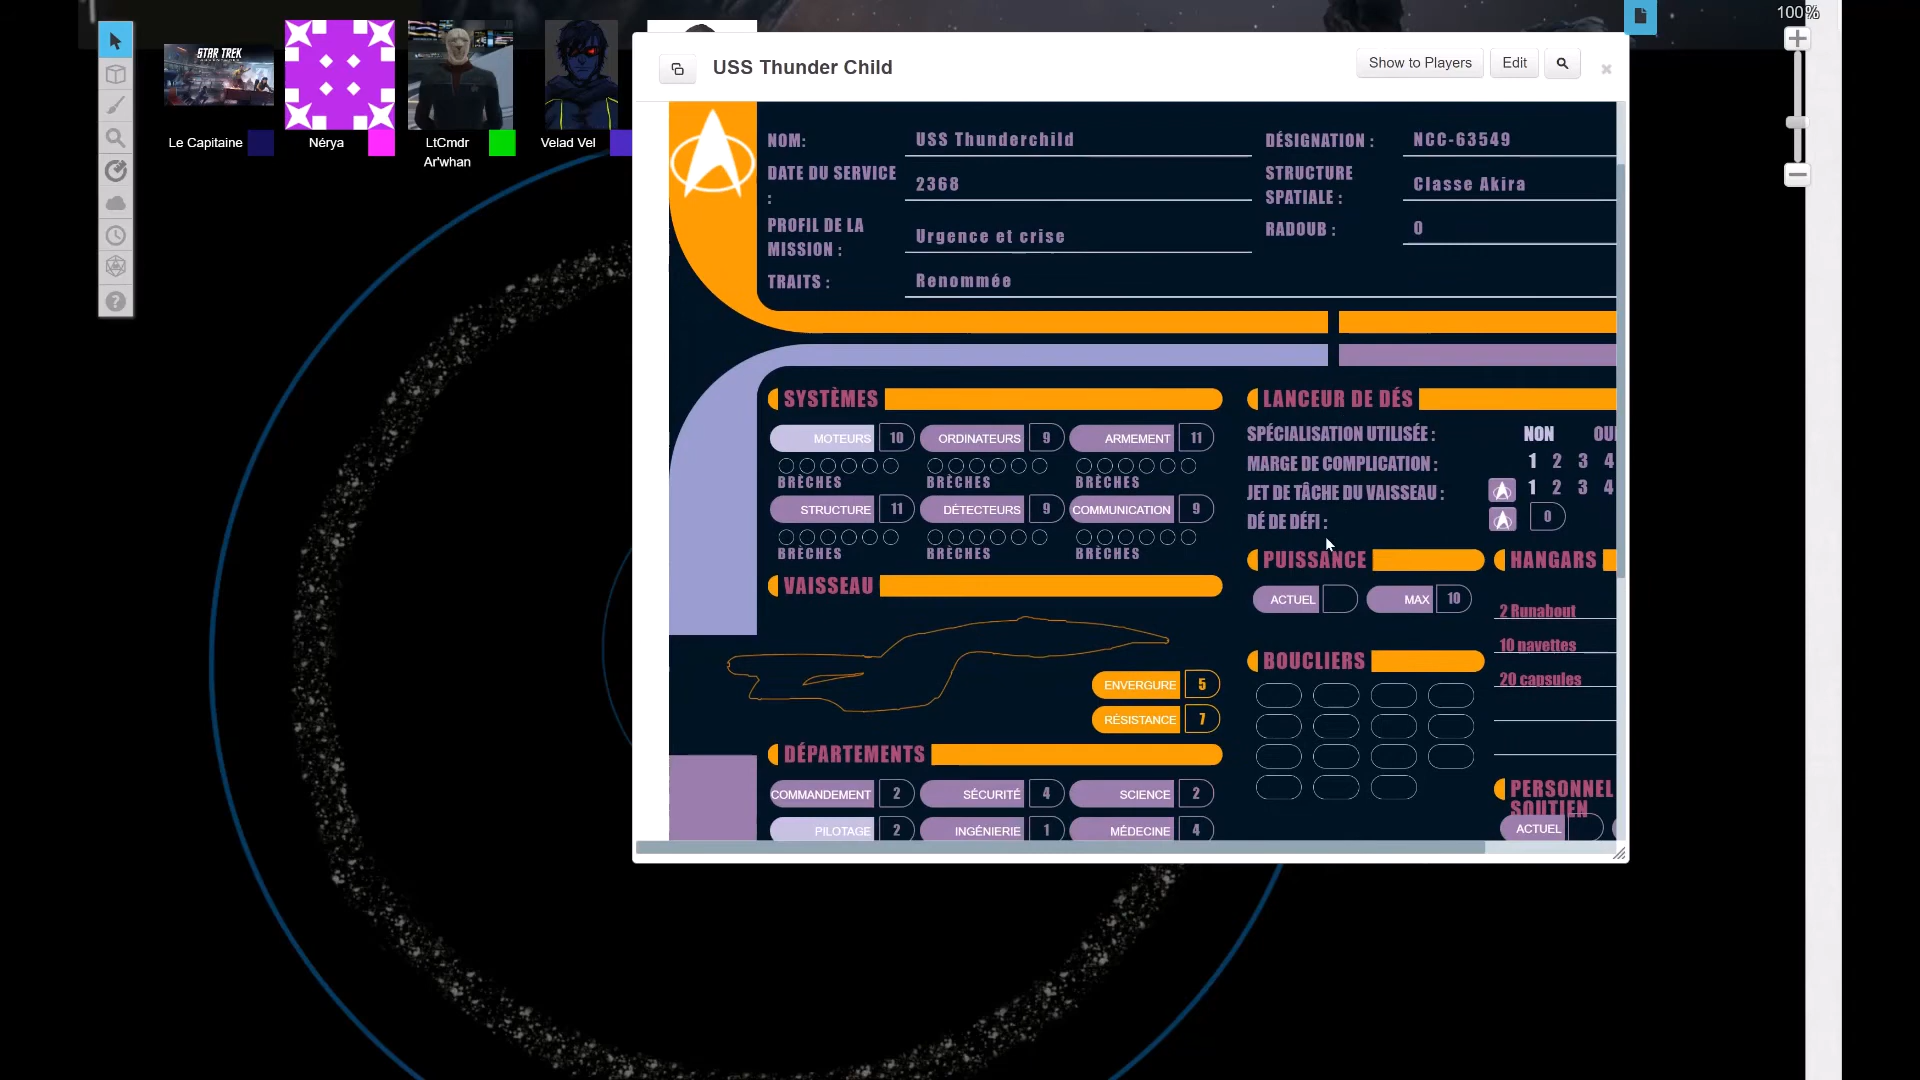 100%
STAR TREK
Le Capitaine
Nérya
LtCmdr
Ar'whan
Velad Vel
USS Thunder Child
Show to Players
Edit
NOM:
USS Thunderchild
DÉSIGNATION :
NCC-63549
DATE DU SERVICE
:
2368
STRUCTURE
SPATIALE :
Classe Akira
PROFIL DE LA
MISSION :
Urgence et crise
RADOUB :
0
TRAITS :
Renommée
SYSTÈMES
MOTEURS 10
ORDINATEURS 9
ARMEMENT 11
BRÈCHES
BRÈCHES
BRÈCHES
STRUCTURE 11
DÉTECTEURS 9
COMMUNICATION 9
BRÈCHES
BRÈCHES
BRÈCHES
VAISSEAU
ENVERGURE 5
RÉSISTANCE 7
DÉPARTEMENTS
COMMANDEMENT 2
SÉCURITÉ 4
SCIENCE 2
PILOTAGE 2
INGÉNIERIE 1
MÉDECINE 4
LANCEUR DE DÉS
SPÉCIALISATION UTILISÉE : NON OUI
MARGE DE COMPLICATION : 1 2 3 4
JET DE TÂCHE DU VAISSEAU : 1 2 3 4
DÉ DE DÉFI : 0
PUISSANCE
ACTUEL
MAX 10
BOUCLIERS
HANGARS
2 Runabout
10 navettes
20 capsules
PERSONNEL
SOUTIEN
ACTUEL